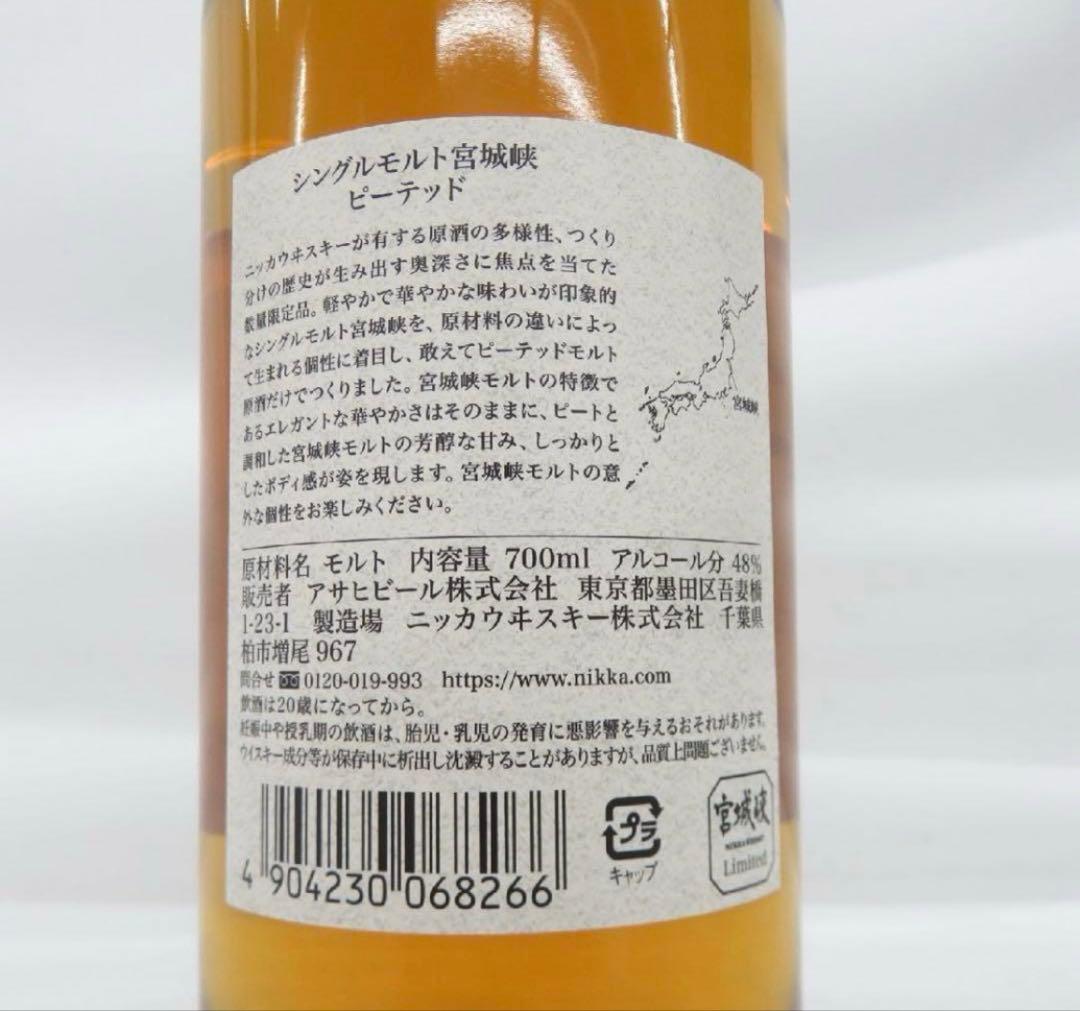 シングルモルト宮城峡
ピーテッド
ニッカウヰスキーが有する原酒の多様性、つくり
分けの歴史が生み出す奥深さに焦点を当てた
数量限定品。軽やかで華やかな味わいが印象的
なシングルモルト宮城峡を、原材料の違いによっ
て生まれる個性に着目し、敢えてピーテッドモルト
原酒だけでつくりました。宮城峡モルトの特徴で
あるエレガントな華やかさはそのままに、ピートと
調和した宮城峡モルトの芳醇な甘み、しっかりと
したボディ感が姿を現します。宮城峡モルトの意
外な個性をお楽しみください。
宮城峡
原材料名 モルト 内容量 700ml アルコール分 48%
販売者 アサヒビール株式会社 東京都墨田区吾妻橋
1-23-1 製造場 ニッカウヰスキー株式会社 千葉県
柏市増尾967
問合せ 0120-019-993 https://www.nikka.com
飲酒は20歳になってから。
妊娠中や授乳期の飲酒は、胎児・乳児の発育に悪影響を与えるおそれがあります。
ウイスキー成分等が保存中に析出し沈澱することがありますが、品質上問題ございません。
4 904230 068266
プラ
キャップ
宮城峡
NIKKA WHISKY
Limited